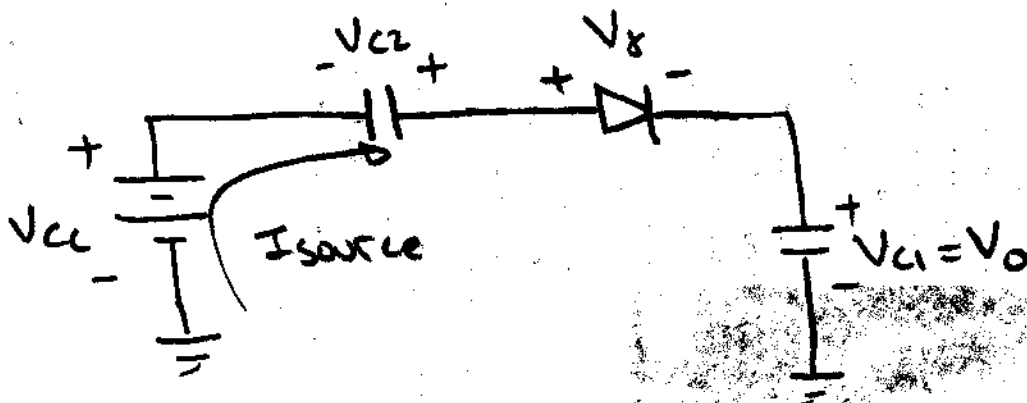 - Vc2 +
+ Vγ -
+
Vcc
-
Isource
+
Vc1 = Vo
-